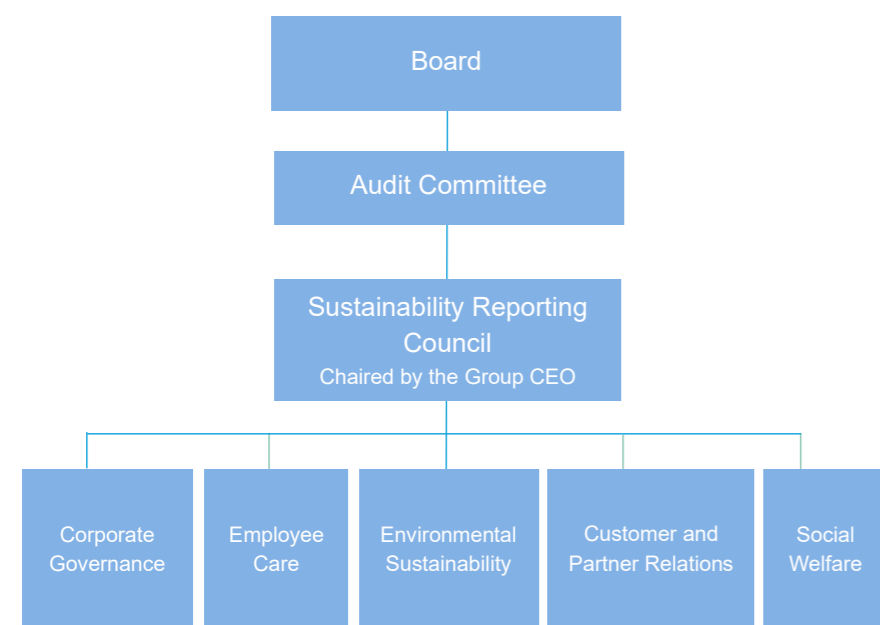 Board
Audit Committee
Sustainability Reporting
Council
Chaired by the Group CEO
Corporate
Governance
Employee
Care
Environmental
Sustainability
Customer and
Partner Relations
Social
Welfare